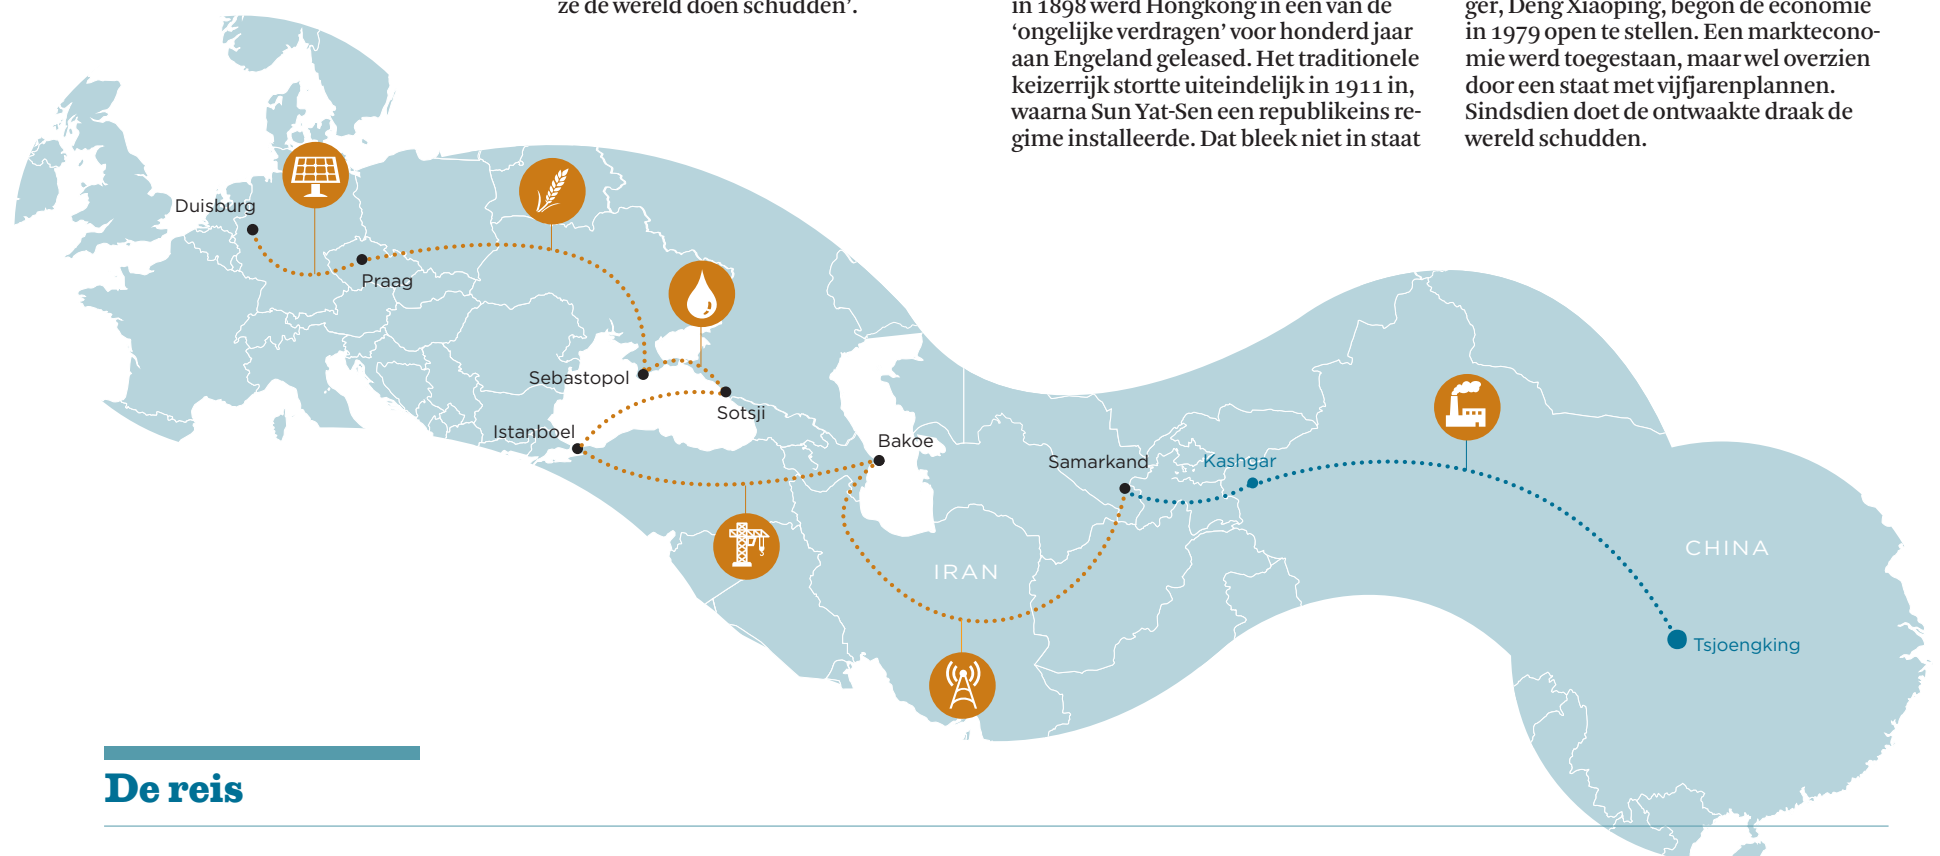 ze de wereld doen schudden’.
in 1898 werd Hongkong in een van de
‘ongelijke verdragen’ voor honderd jaar
aan Engeland geleased. Het traditionele
keizerrijk stortte uiteindelijk in 1911 in,
waarna Sun Yat-Sen een republikeins re-
gime installeerde. Dat bleek niet in staat
ger, Deng Xiaoping, begon de economie
in 1979 open te stellen. Een markteco­no-
mie werd toegestaan, maar wel overzien
door een staat met vijfjarenplannen.
Sindsdien doet de ontwaakte draak de
wereld schudden.
Duisburg
Praag
Sebastopol
Sotsji
Istanboel
Bakoe
Samarkand
Kashgar
IRAN
CHINA
Tsjoengking
De reis